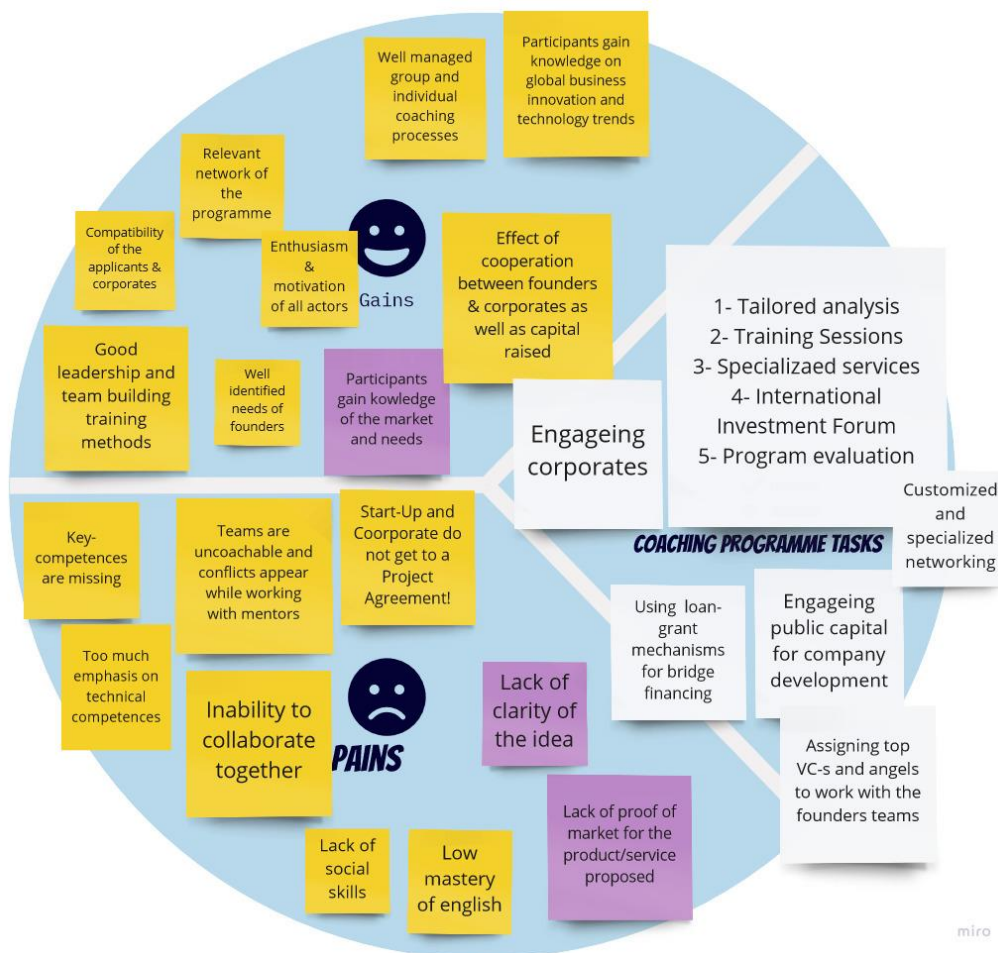 Well managed
group and
individual
coaching
processes
Participants gain
knowledge on
global business
innovation and
technology trends
Relevant
network of
the
programme
Compatibility
of the
applicants &
corporates
Enthusiasm
&
motivation
of all actors
Gains
Effect of
cooperation
between founders
& corporates as
well as capital
raised
Good
leadership and
team building
training
methods
Well
identified
needs of
founders
Participants
gain kowledge
of the market
and needs
Engageing
corporates
1- Tailored analysis
2- Training Sessions
3- Specializaed services
4- International
Investment Forum
5- Program evaluation
COACHING PROGRAMME TASKS
Customized
and
specialized
networking
Key-
competences
are missing
Teams are
uncoachable and
conflicts appear
while working
with mentors
Start-Up and
Coorporate do
not get to a
Project
Agreement!
Too much
emphasis on
technical
competences
Inability to
collaborate
together
PAINS
Lack of
clarity of
the idea
Using loan-
grant
mechanisms
for bridge
financing
Engageing
public capital
for company
development
Assigning top
VC-s and angels
to work with the
founders teams
Lack of proof of
market for the
product/service
proposed
Lack of
social
skills
Low
mastery
of english
miro